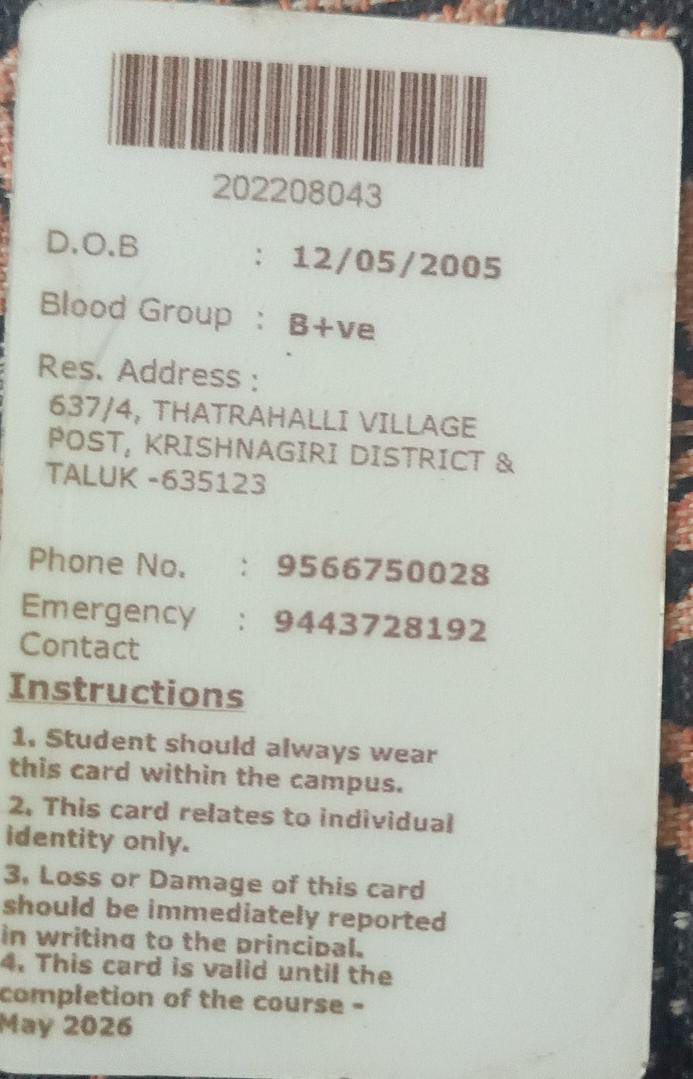 202208043
D.O.B : 12/05/2005
Blood Group : B+ve
Res. Address :
637/4, THATRAHALLI VILLAGE
POST, KRISHNAGIRI DISTRICT &
TALUK -635123
Phone No. : 9566750028
Emergency : 9443728192
Contact
Instructions
1. Student should always wear
this card within the campus.
2. This card relates to individual
identity only.
3. Loss or Damage of this card
should be immediately reported
in writing to the principal.
4. This card is valid until the
completion of the course -
May 2026